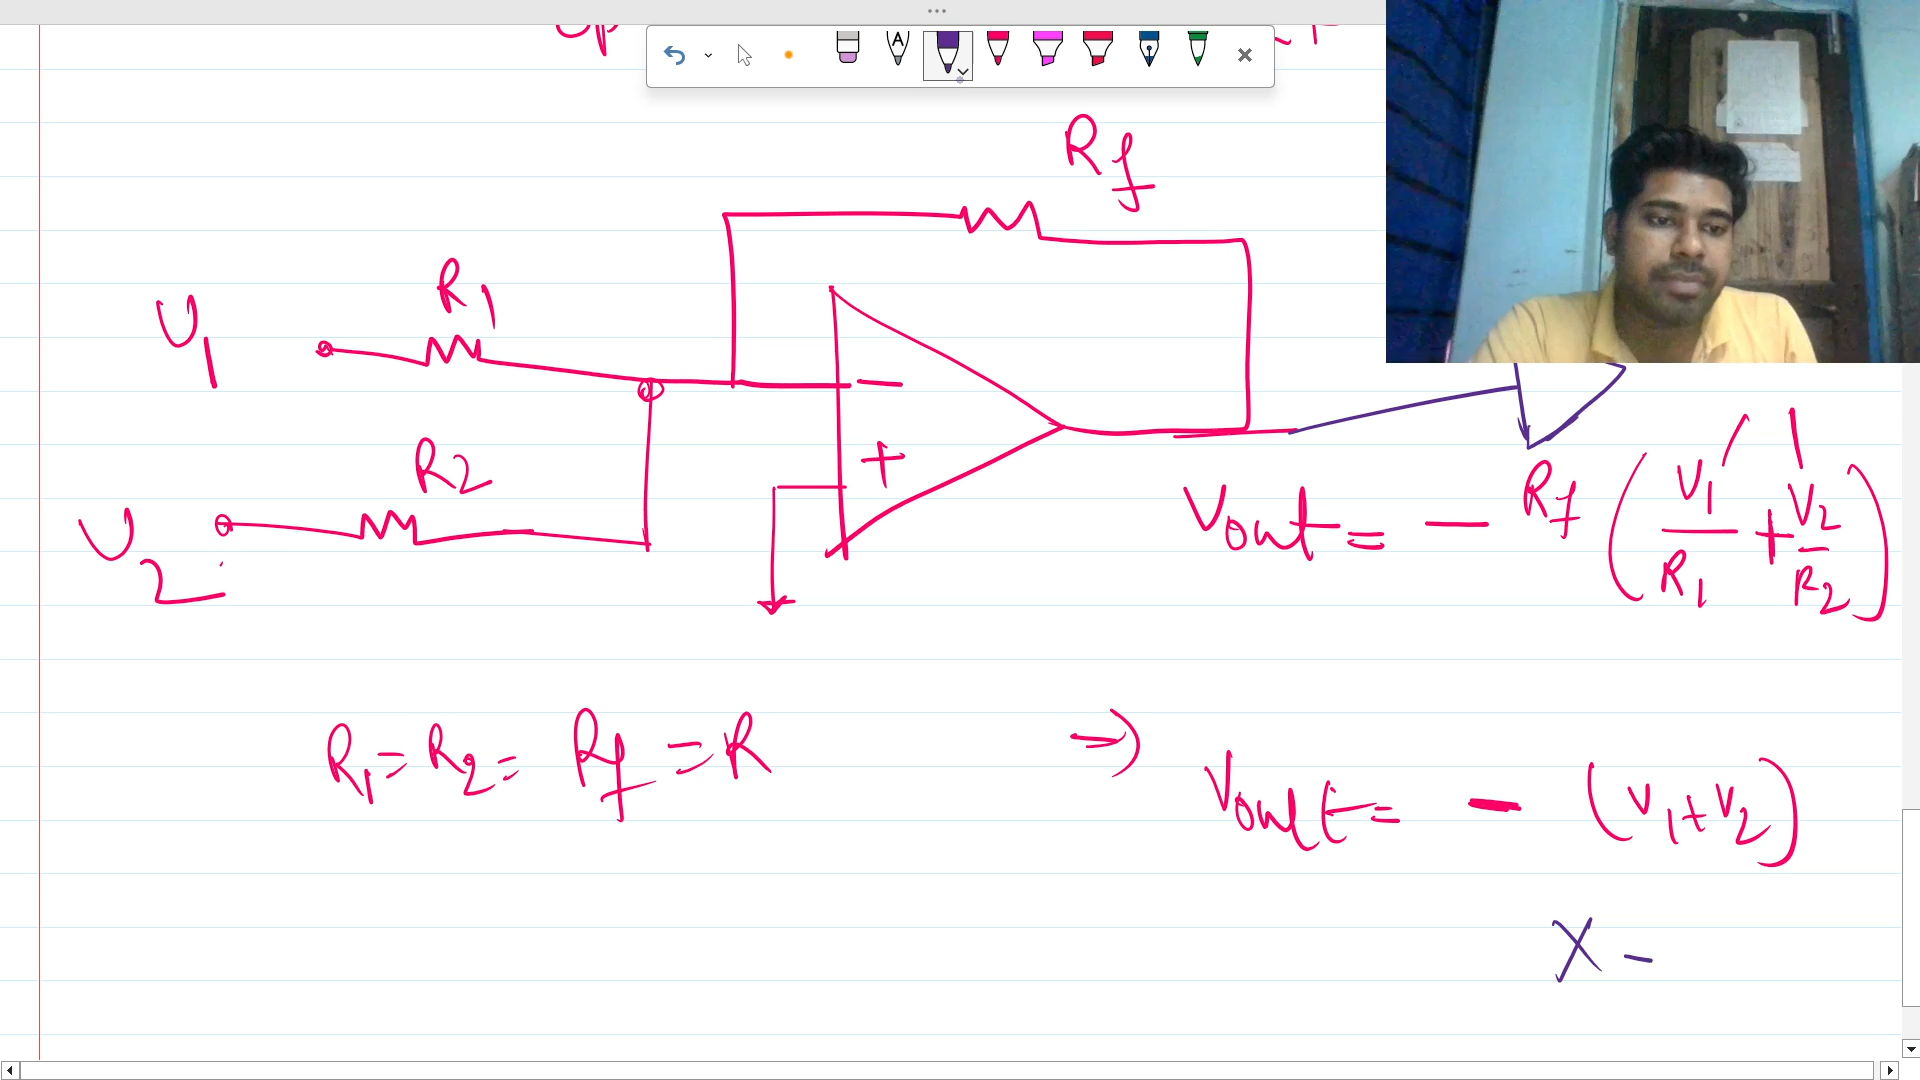 Rf
R1
V1
R2
V2
-
+
Vout = - Rf (V1/R1 + V2/R2)
R1 = R2 = Rf = R → Vout = - (V1 + V2)
X -